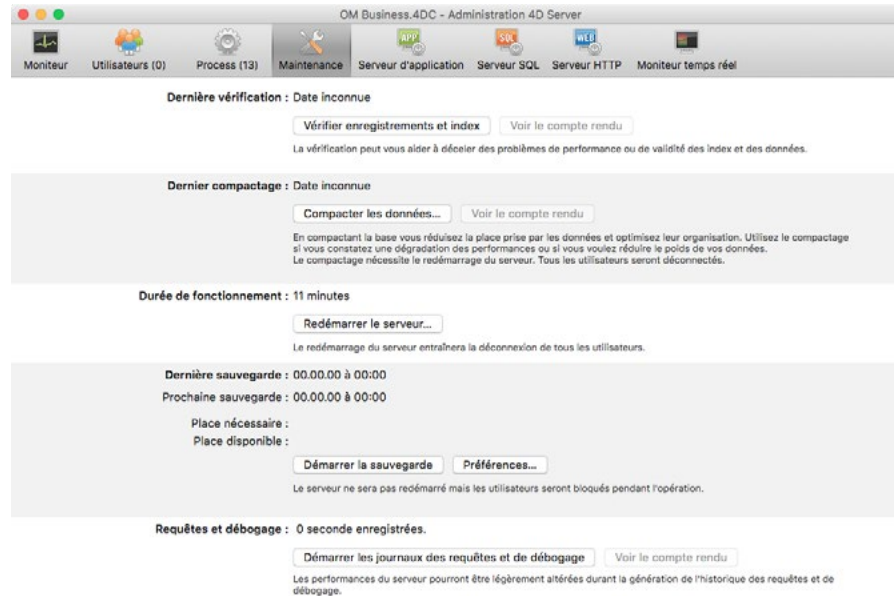 OM Business.4DC - Administration 4D Server
Moniteur Utilisateurs (0) Process (13) Maintenance Serveur d'application Serveur SQL Serveur HTTP Moniteur temps réel
Dernière vérification : Date inconnue
Vérifier enregistrements et index Voir le compte rendu
La vérification peut vous aider à déceler des problèmes de performance ou de validité des index et des données.
Dernier compactage : Date inconnue
Compacter les données... Voir le compte rendu
En compactant la base vous réduisez la place prise par les données et optimisez leur organisation. Utilisez le compactage
si vous constatez une dégradation des performances ou si vous voulez réduire le poids de vos données.
Le compactage nécessite le redémarrage du serveur. Tous les utilisateurs seront déconnectés.
Durée de fonctionnement : 11 minutes
Redémarrer le serveur...
Le redémarrage du serveur entraînera la déconnexion de tous les utilisateurs.
Dernière sauvegarde : 00.00.00 à 00:00
Prochaine sauvegarde : 00.00.00 à 00:00
Place nécessaire :
Place disponible :
Démarrer la sauvegarde Préférences...
Le serveur ne sera pas redémarré mais les utilisateurs seront bloqués pendant l'opération.
Requêtes et débogage : 0 seconde enregistrées.
Démarrer les journaux des requêtes et de débogage Voir le compte rendu
Les performances du serveur pourront être légèrement altérées durant la génération de l'historique des requêtes et de
débogage.